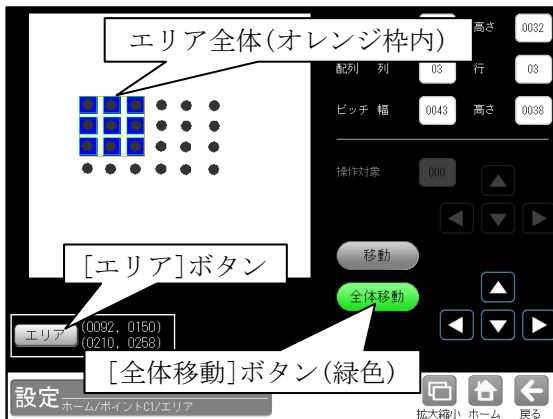 エリア全体(オレンジ枠内)
高さ 0032
配列 列 03 行 03
ピッチ 幅 0043 高さ 0038
操作対象 000
移動
[エリア]ボタン
全体移動
エリア (0092, 0150)
(0210, 0258)
[全体移動]ボタン(緑色)
設定 ホーム/ポイントC1/エリア
拡大縮小 ホーム 戻る